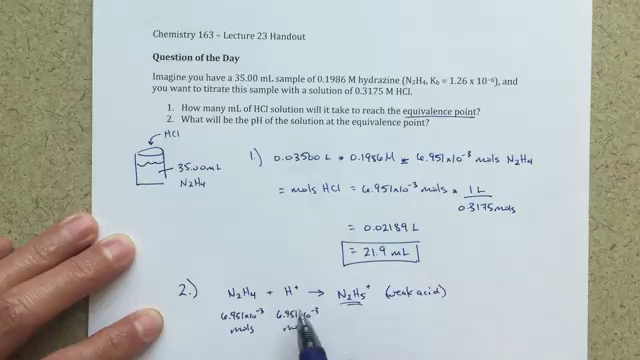 Chemistry 163 – Lecture 23 Handout
Question of the Day
Imagine you have a 35.00 mL sample of 0.1986 M hydrazine (N2H4, Kb = 1.26 x 10⁻⁶), and
you want to titrate this sample with a solution of 0.3175 M HCl.
1. How many mL of HCl solution will it take to reach the equivalence point?
2. What will be the pH of the solution at the equivalence point?
HCl
35.00 mL
N2H4
1.) 0.03500 L * 0.1986 M = 6.951x10⁻³ mols N2H4
= mols HCl = 6.951x10⁻³ mols * 1 L
0.3175 mols
= 0.02189 L
= 21.9 mL
2.) N2H4 + H⁺ → N2H5⁺ (weak acid)
6.951x10⁻³ 6.951x10⁻³
mols